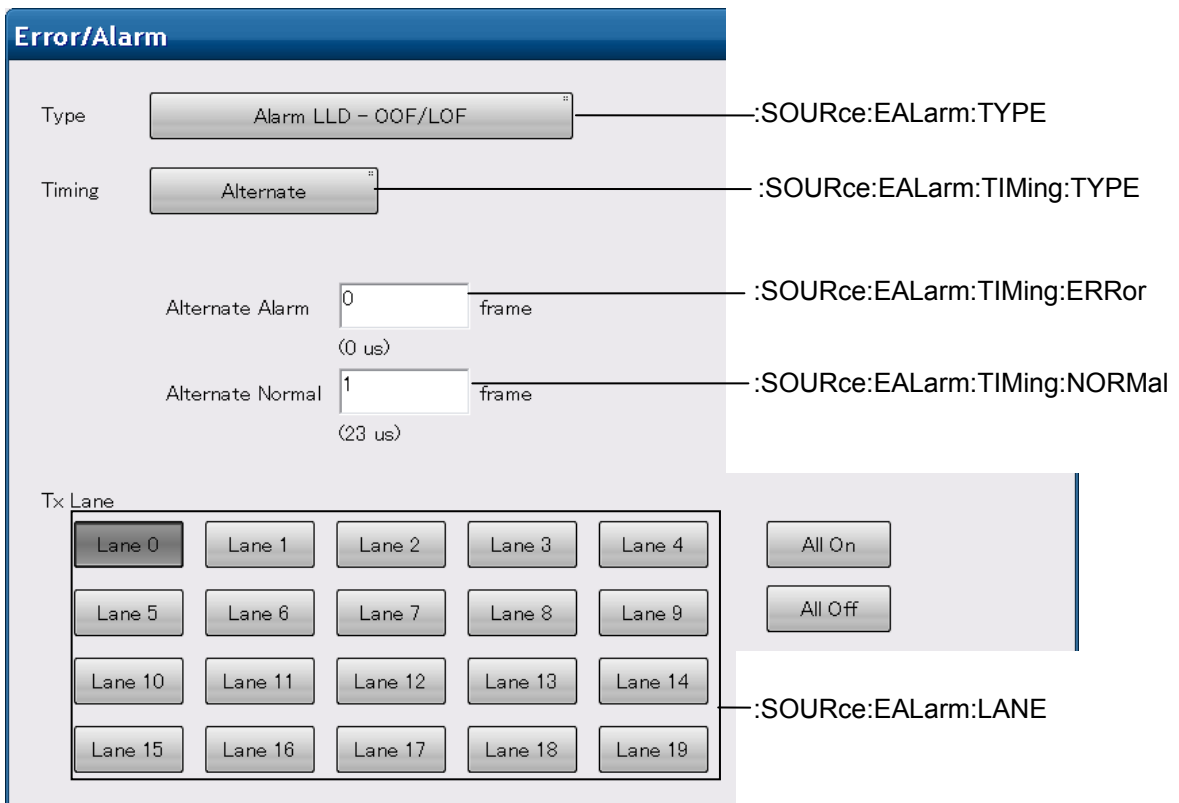 Error/Alarm
Type Alarm LLD - OOF/LOF :SOURce:EALarm:TYPE
Timing Alternate :SOURce:EALarm:TIMing:TYPE
Alternate Alarm 0 frame :SOURce:EALarm:TIMing:ERRor
(0 us)
Alternate Normal 1 frame :SOURce:EALarm:TIMing:NORMal
(23 us)
Tx Lane
Lane 0 Lane 1 Lane 2 Lane 3 Lane 4 All On
Lane 5 Lane 6 Lane 7 Lane 8 Lane 9 All Off
Lane 10 Lane 11 Lane 12 Lane 13 Lane 14
:SOURce:EALarm:LANE
Lane 15 Lane 16 Lane 17 Lane 18 Lane 19